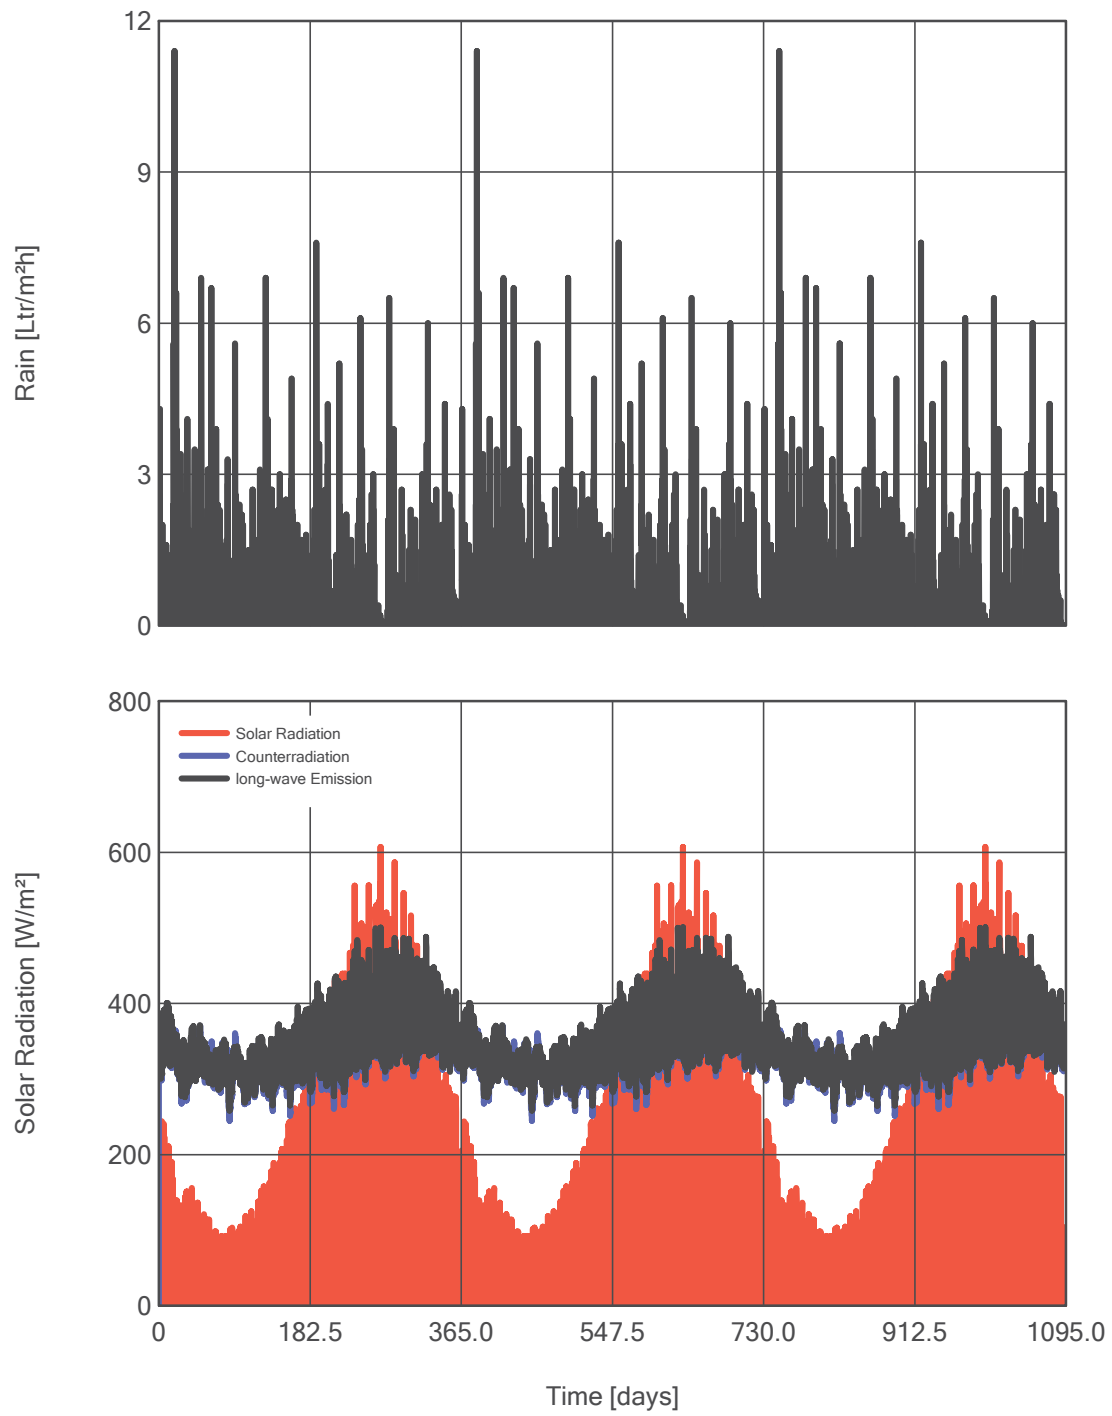 12
9
6
3
0
Rain [Ltr/m²h]
800
600
400
200
0
Solar Radiation [W/m²]
Solar Radiation
Counterradiation
long-wave Emission
0 182.5 365.0 547.5 730.0 912.5 1095.0
Time [days]